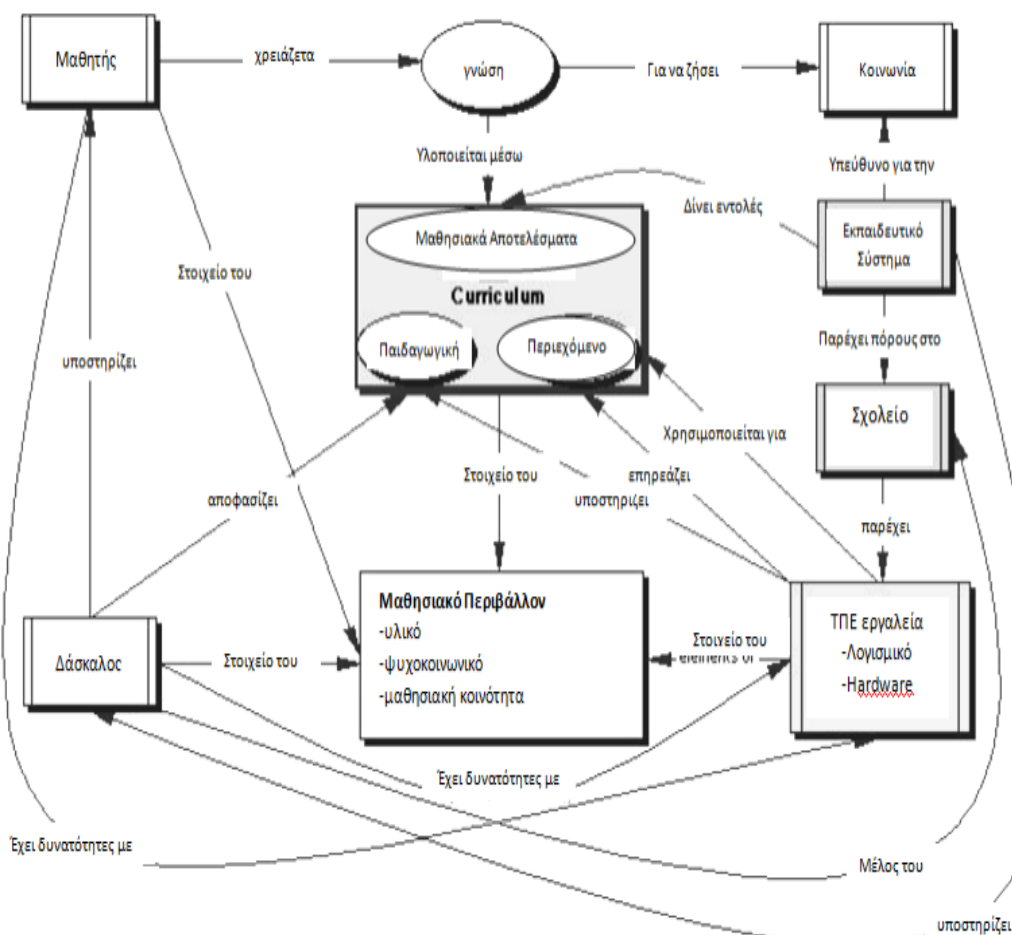 Μαθητής
χρειάζετα
γνώση
Για να ζήσει
Κοινωνία
Υλοποιείται μέσω
Υπεύθυνο για την
Δίνει εντολές
Εκπαιδευτικό
Σύστημα
Μαθησιακά Αποτελέσματα
Curriculum
Παιδαγωγική
Περιεχόμενο
Στοιχείο του
υποστηρίζει
Παρέχει πόρους στο
Σχολείο
Χρησιμοποιείται για
Στοιχείο του
επηρεάζει
υποστηριζει
αποφασίζει
παρέχει
Μαθησιακό Περιβάλλον
-υλικό
-ψυχοκοινωνικό
-μαθησιακή κοινότητα
ΤΠΕ εργαλεία
-Λογισμικό
-Hardware
Δάσκαλος
Στοιχείο του
Στοιχείο του
elements of
Έχει δυνατότητες με
Έχει δυνατότητες με
Μέλος του
υποστηρίζει